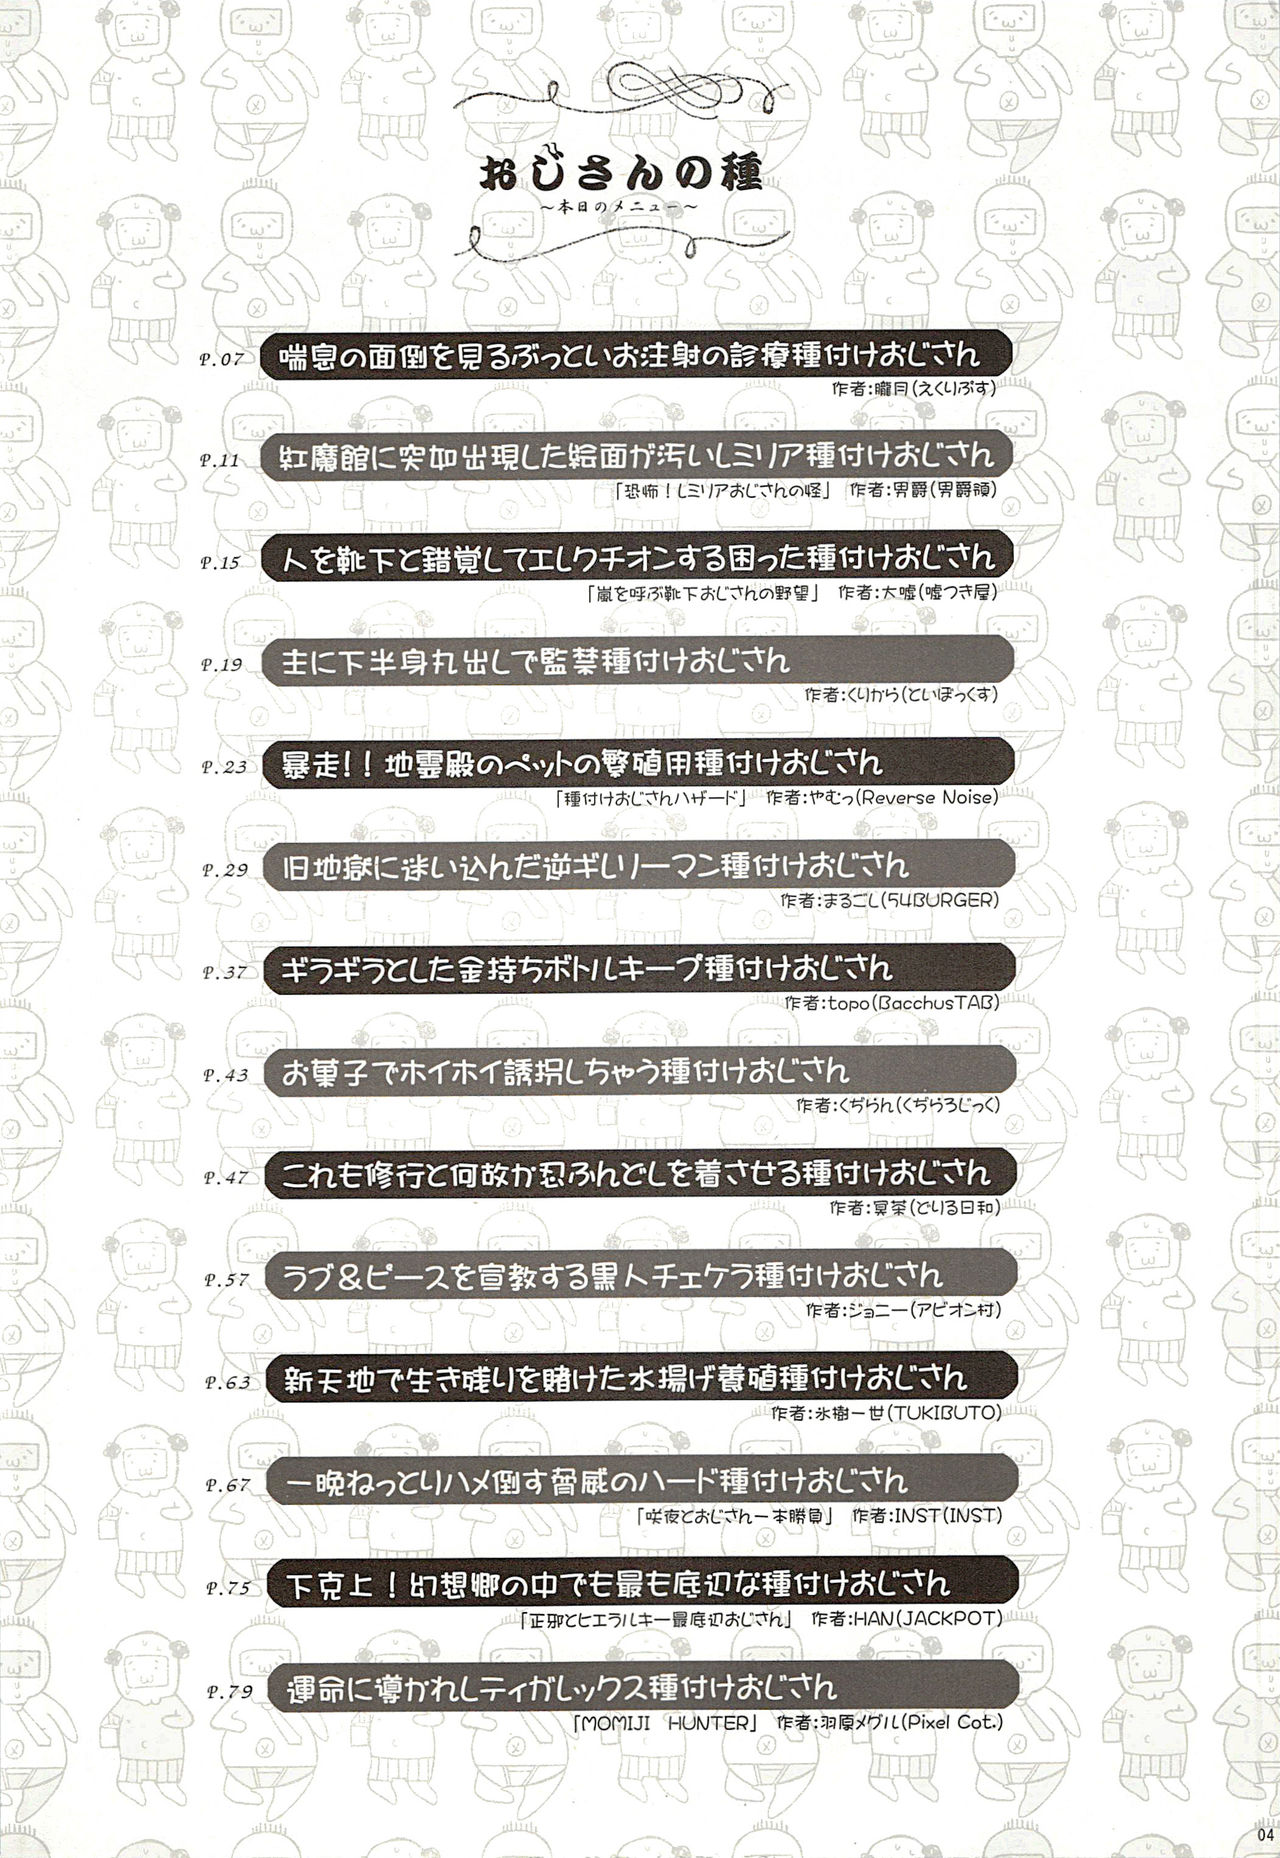 おじさんの種
～本日のメニュー～
P.07 喘息の面倒を見るぶっといお注射の診療種付けおじさん
作者:朧月(えくりぷす)
P.11 紅魔館に突如出現した絵面が汚いレミリア種付けおじさん
「恐怖！レミリアおじさんの怪」 作者:男爵(男爵領)
P.15 人を靴下と錯覚してエレクチオンする困った種付けおじさん
「嵐を呼ぶ靴下おじさんの野望」 作者:大嘘(嘘つき屋)
P.19 主に下半身丸出しで監禁種付けおじさん
作者:くりから(といぼっくす)
P.23 暴走!! 地霊殿のペットの繁殖用種付けおじさん
「種付けおじさんハザード」 作者:やむっ(Reverse Noise)
P.29 旧地獄に迷い込んだ逆ギレリーマン種付けおじさん
作者:まるごし(54BURGER)
P.37 ギラギラとした金持ちボトルキープ種付けおじさん
作者:topo(BacchusTAB)
P.43 お菓子でホイホイ誘拐しちゃう種付けおじさん
作者:くぢらん(くぢらろじっく)
P.47 これも修行と何故か忍ふんどしを着させる種付けおじさん
作者:冥茶(とりる日和)
P.57 ラブ＆ピースを宣教する黒人チェケラ種付けおじさん
作者:ジョニー(アビオン村)
P.63 新天地で生き残りを賭けた水揚げ養殖種付けおじさん
作者:氷樹一世(TUKIBUTO)
P.67 一晩ねっとりハメ倒す脅威のハード種付けおじさん
「咲夜とおじさん一本勝負」 作者:INST(INST)
P.75 下克上！幻想郷の中でも最も底辺な種付けおじさん
「正邪とヒエラルキー最底辺おじさん」 作者:HAN(JACKPOT)
P.79 運命に導かれしティガレックス種付けおじさん
「MOMIJI HUNTER」 作者:羽原メグル(Pixel Cot.)
04